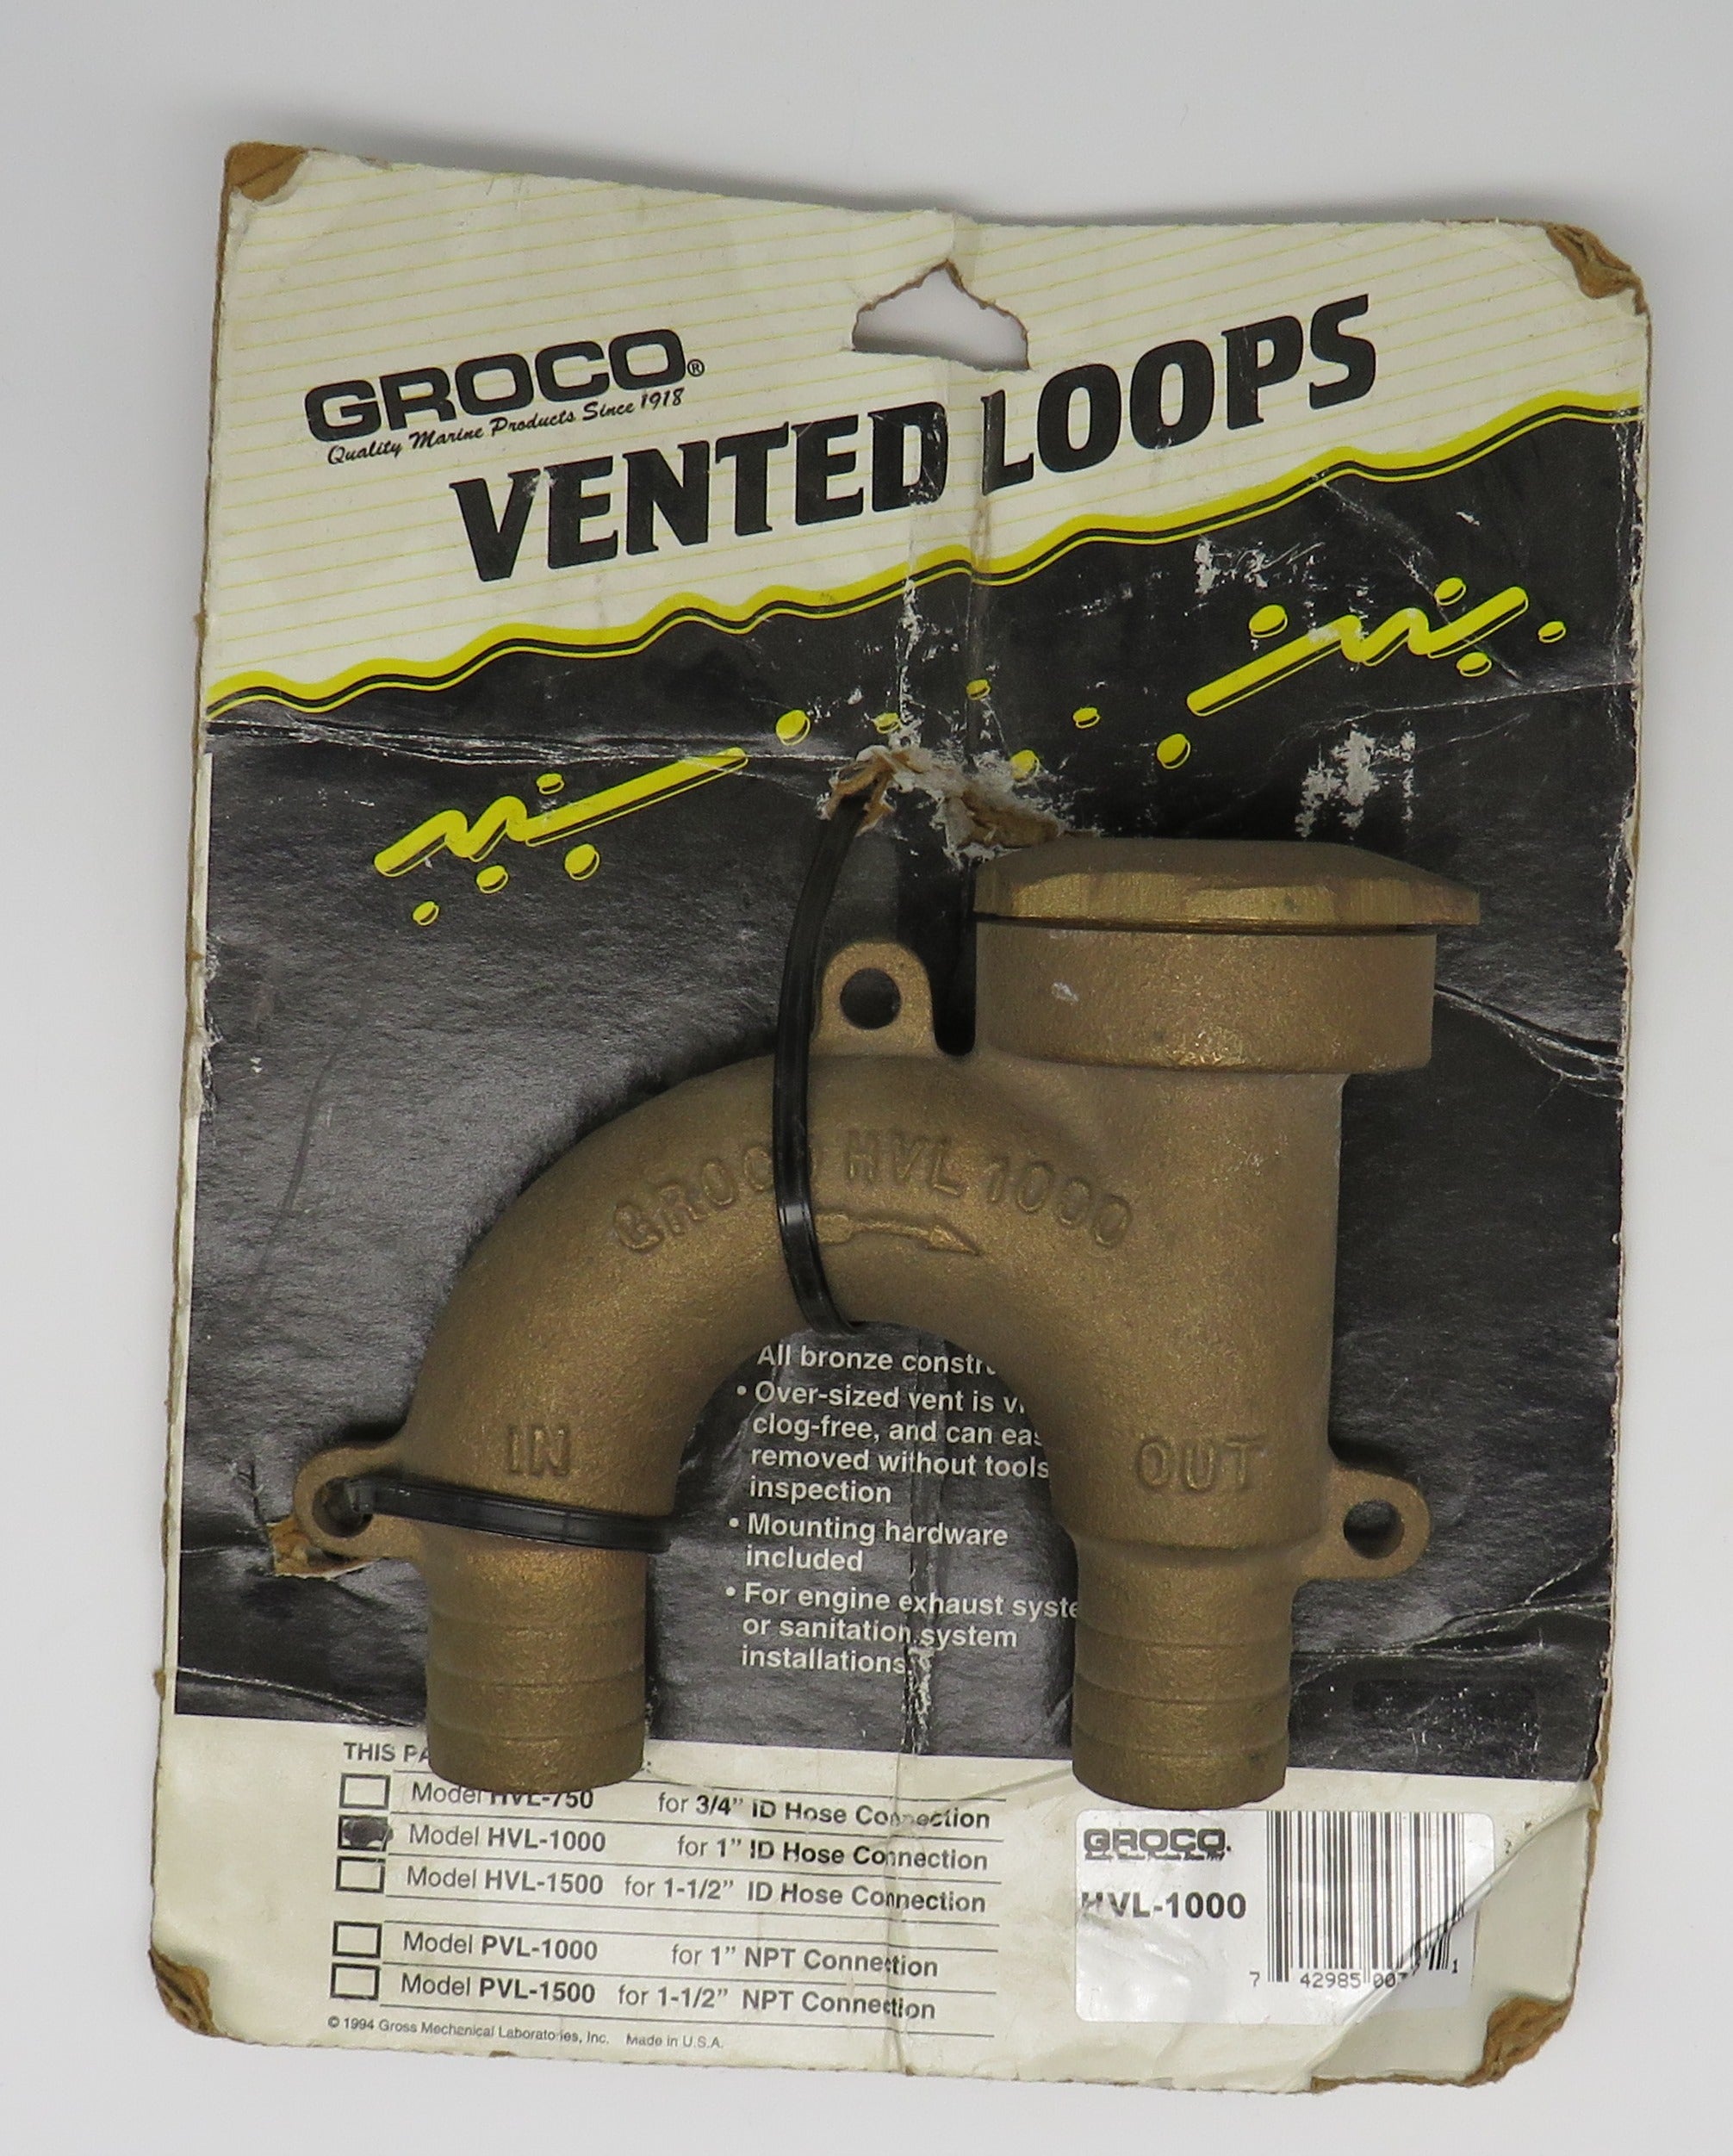 GROCO®
Quality Marine Products Since 1918
VENTED LOOPS
GROCO HVL 1000
IN
OUT
All bronze constr
• Over-sized vent is
clog-free, and can eas
removed without tools
inspection
• Mounting hardware
included
• For engine exhaust syste
or sanitation system
installations.
THIS PA
Model HVL-750 for 3/4" ID Hose Connection
Model HVL-1000 for 1" ID Hose Connection
Model HVL-1500 for 1-1/2" ID Hose Connection
Model PVL-1000 for 1" NPT Connection
Model PVL-1500 for 1-1/2" NPT Connection
© 1994 Gross Mechanical Laboratories, Inc. Made in U.S.A.
GROCO.
HVL-1000
7 42985 00 1